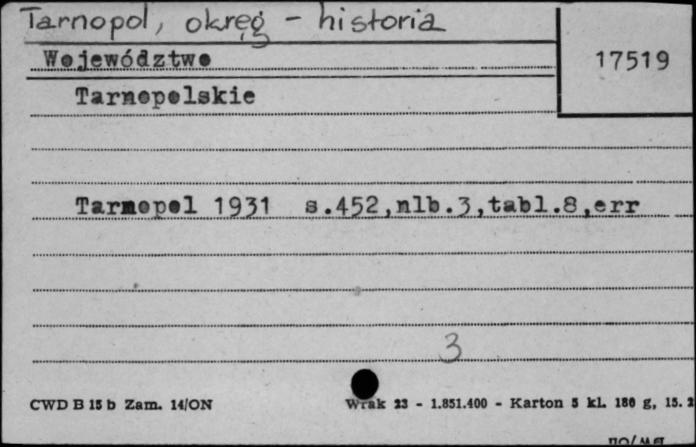 Tarnopol, okręg - historia
Województwo
17519
Tarnopolskie
Tarnopol 1931 s.452,nlb.3,tabl.8,err
3
CWD B 15 b Zam. 14/ON
Wrak 23 - 1.851.400 - Karton 5 kl. 180 g, 15. 2